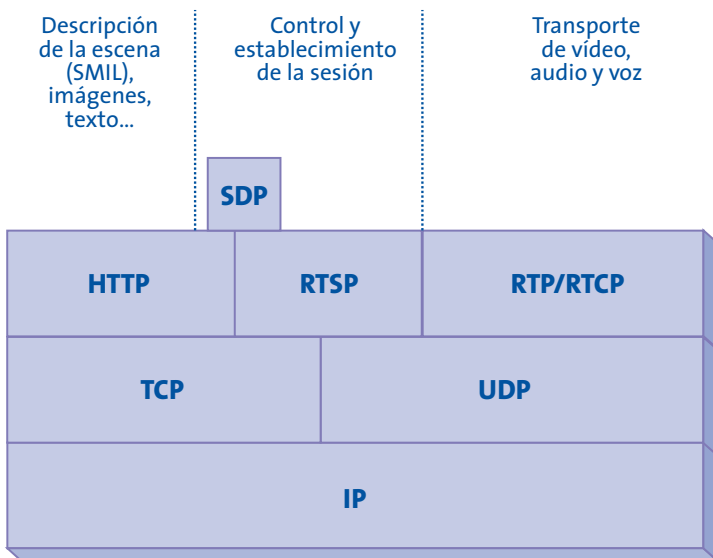 Descripción
de la escena
(SMIL),
imágenes,
texto...
Control y
establecimiento
de la sesión
Transporte
de vídeo,
audio y voz
SDP
HTTP
RTSP
RTP/RTCP
TCP
UDP
IP